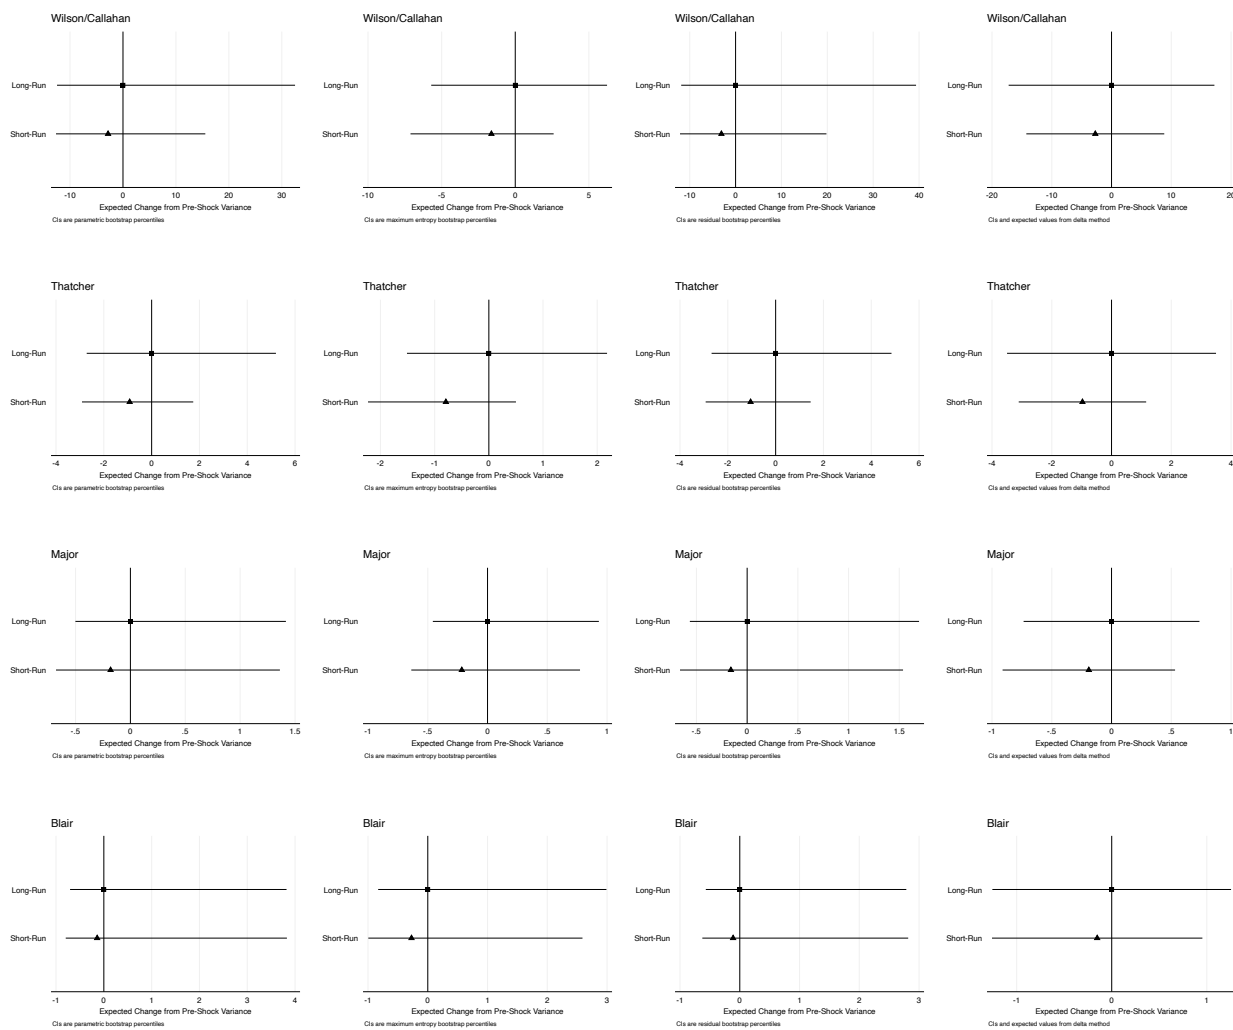 Wilson/Callahan
Long-Run
Short-Run
-10 0 10 20 30
Expected Change from Pre-Shock Variance
CIs are parametric bootstrap percentiles
Wilson/Callahan
Long-Run
Short-Run
-10 -5 0 5
Expected Change from Pre-Shock Variance
CIs are maximum entropy bootstrap percentiles
Wilson/Callahan
Long-Run
Short-Run
-10 0 10 20 30 40
Expected Change from Pre-Shock Variance
CIs are residual bootstrap percentiles
Wilson/Callahan
Long-Run
Short-Run
-20 -10 0 10 20
Expected Change from Pre-Shock Variance
CIs and expected values from delta method
Thatcher
Long-Run
Short-Run
-4 -2 0 2 4 6
Expected Change from Pre-Shock Variance
CIs are parametric bootstrap percentiles
Thatcher
Long-Run
Short-Run
-2 -1 0 1 2
Expected Change from Pre-Shock Variance
CIs are maximum entropy bootstrap percentiles
Thatcher
Long-Run
Short-Run
-4 -2 0 2 4 6
Expected Change from Pre-Shock Variance
CIs are residual bootstrap percentiles
Thatcher
Long-Run
Short-Run
-4 -2 0 2 4
Expected Change from Pre-Shock Variance
CIs and expected values from delta method
Major
Long-Run
Short-Run
-.5 0 .5 1 1.5
Expected Change from Pre-Shock Variance
CIs are parametric bootstrap percentiles
Major
Long-Run
Short-Run
-1 -.5 0 .5 1
Expected Change from Pre-Shock Variance
CIs are maximum entropy bootstrap percentiles
Major
Long-Run
Short-Run
-.5 0 .5 1 1.5
Expected Change from Pre-Shock Variance
CIs are residual bootstrap percentiles
Major
Long-Run
Short-Run
-1 -.5 0 .5 1
Expected Change from Pre-Shock Variance
CIs and expected values from delta method
Blair
Long-Run
Short-Run
-1 0 1 2 3 4
Expected Change from Pre-Shock Variance
CIs are parametric bootstrap percentiles
Blair
Long-Run
Short-Run
-1 0 1 2 3
Expected Change from Pre-Shock Variance
CIs are maximum entropy bootstrap percentiles
Blair
Long-Run
Short-Run
-1 0 1 2 3
Expected Change from Pre-Shock Variance
CIs are residual bootstrap percentiles
Blair
Long-Run
Short-Run
-1 0 1
Expected Change from Pre-Shock Variance
CIs and expected values from delta method